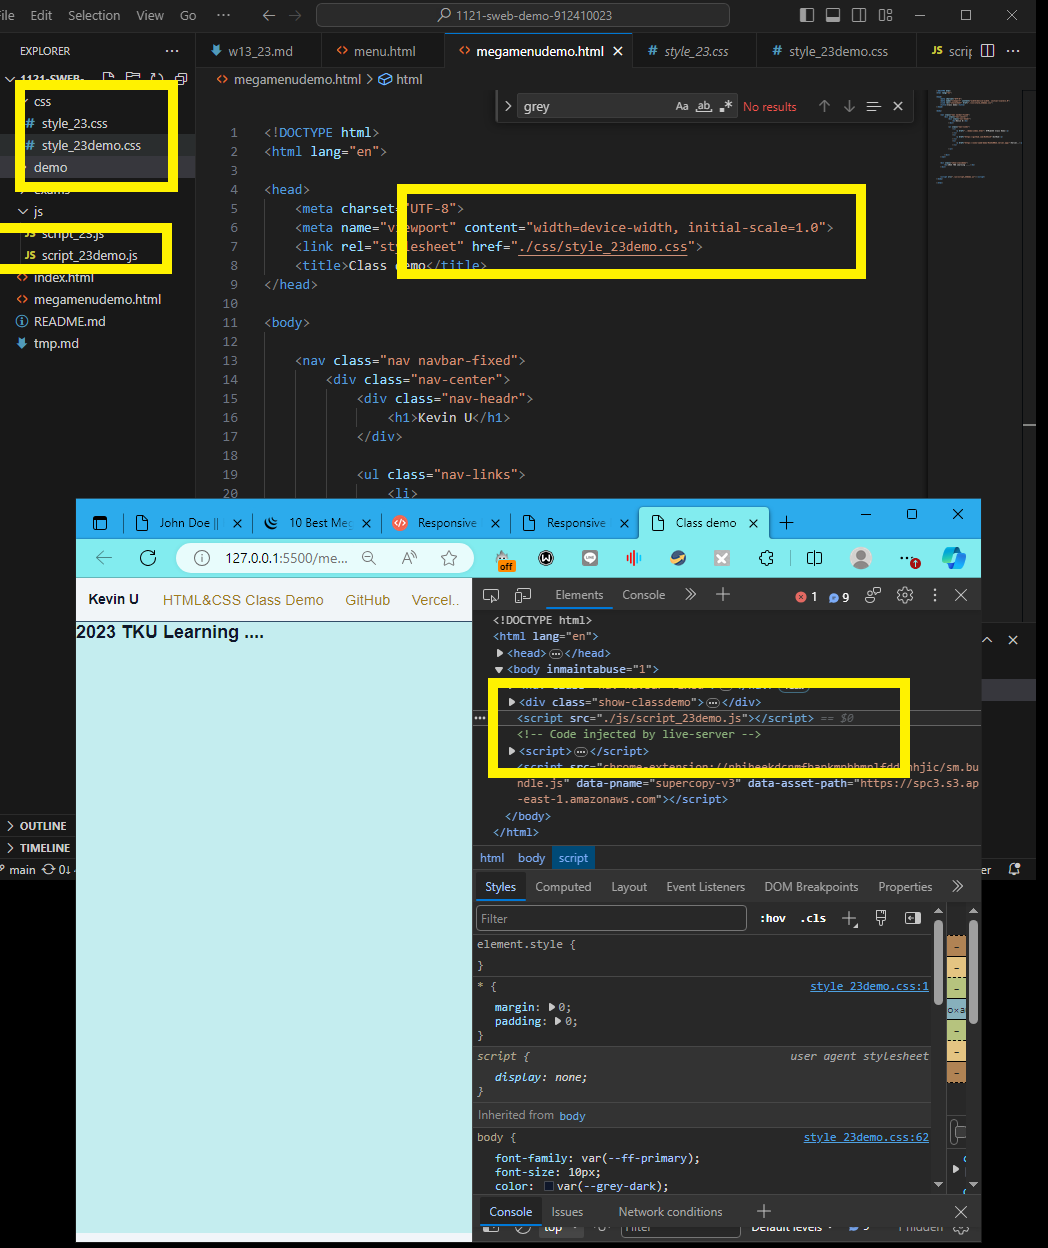 ile Edit Selection View Go ··· 1121-sweb-demo-912410023
EXPLORER ···
1121-SWEB-...
css
# style_23.css
# style_23demo.css
demo
exams
js
JS script_23.js
JS script_23demo.js
<> index.html
<> megamenudemo.html
README.md
tmp.md
OUTLINE
TIMELINE
main 0↓
w13_23.md <> menu.html <> megamenudemo.html # style_23.css # style_23demo.css JS scrip ···
<> megamenudemo.html > html
grey Aa ab No results
1 <!DOCTYPE html>
2 <html lang="en">
3
4 <head>
5 <meta charset="UTF-8">
6 <meta name="viewport" content="width=device-width, initial-scale=1.0">
7 <link rel="stylesheet" href="./css/style_23demo.css">
8 <title>Class demo</title>
9 </head>
10
11 <body>
12
13 <nav class="nav navbar-fixed">
14 <div class="nav-center">
15 <div class="nav-headr">
16 <h1>Kevin U</h1>
17 </div>
18
19 <ul class="nav-links">
20 <li>
John Doe || 10 Best Meg Responsive Responsive Class demo
127.0.0.1:5500/me... off
Kevin U HTML&CSS Class Demo GitHub Vercel..
2023 TKU Learning ....
Elements Console 1 9
<!DOCTYPE html>
<html lang="en">
<head> ··· </head>
<body inmaintabuse="1">
<div class="show-classdemo"> ··· </div>
··· <script src="./js/script_23demo.js"></script> == $0
<!-- Code injected by live-server -->
<script> ··· </script>
ndle.js" data-pname="supercopy-v3" data-asset-path="https://spc3.s3.ap
-east-1.amazonaws.com"></script>
</body>
</html>
html body script
Styles Computed Layout Event Listeners DOM Breakpoints Properties
Filter :hov .cls
element.style {
}
* { style_23demo.css:1
margin: 0;
padding: 0;
}
script { user agent stylesheet
display: none;
}
Inherited from body
body { style_23demo.css:62
font-family: var(--ff-primary);
font-size: 10px;
color: var(--grey-dark);
Console Issues Network conditions
top Filter Default levels 9 1 hidden
er